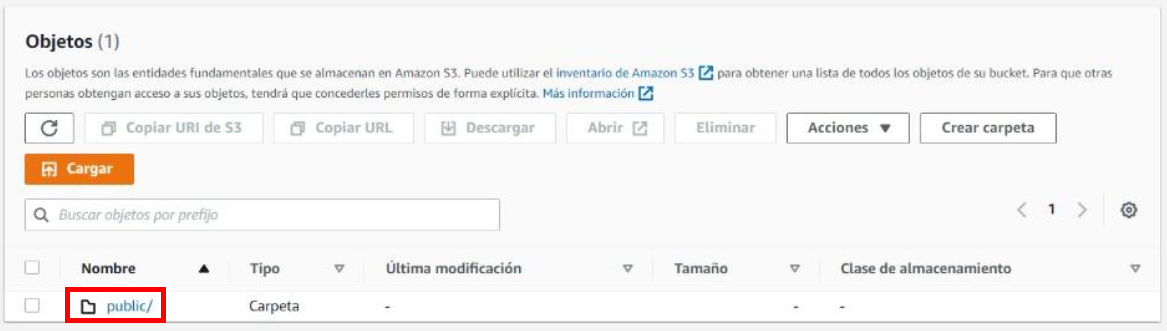 Objetos (1)
Los objetos son las entidades fundamentales que se almacenan en Amazon S3. Puede utilizar el inventario de Amazon S3 para obtener una lista de todos los objetos de su bucket. Para que otras
personas obtengan acceso a sus objetos, tendrá que concederles permisos de forma explícita. Más información
Copiar URI de S3 Copiar URL Descargar Abrir Eliminar Acciones Crear carpeta
Cargar
Buscar objetos por prefijo 1
Nombre Tipo Última modificación Tamaño Clase de almacenamiento
public/ Carpeta - - -